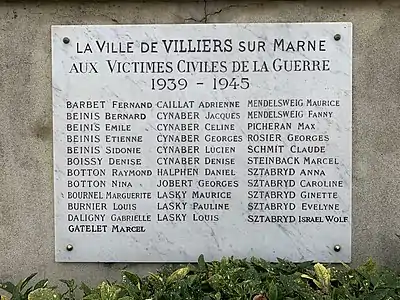 LA VILLE DE VILLIERS SUR MARNE
AUX VICTIMES CIVILES DE LA GUERRE
1939 - 1945
BARBET FERNAND
BEINIS BERNARD
BEINIS EMILE
BEINIS ETIENNE
BEINIS SIDONIE
BOISSY DENISE
BOTTON RAYMOND
BOTTON NINA
BOURNEL MARGUERITE
BURNIER LOUIS
DALIGNY GABRIELLE
GATELET MARCEL
CAILLAT ADRIENNE
CYNABER JACQUES
CYNABER CELINE
CYNABER GEORGES
CYNABER LUCIEN
CYNABER DENISE
HALPHEN DANIEL
JOBERT GEORGES
LASKY MAURICE
LASKY PAULINE
LASKY LOUIS
MENDELSWEIG MAURICE
MENDELSWEIG FANNY
PICHERAN MAX
ROSIER GEORGES
SCHMIT CLAUDE
STEINBACK MARCEL
SZTABRYD ANNA
SZTABRYD CAROLINE
SZTABRYD GINETTE
SZTABRYD EVELYNE
SZTABRYD ISRAEL WOLF